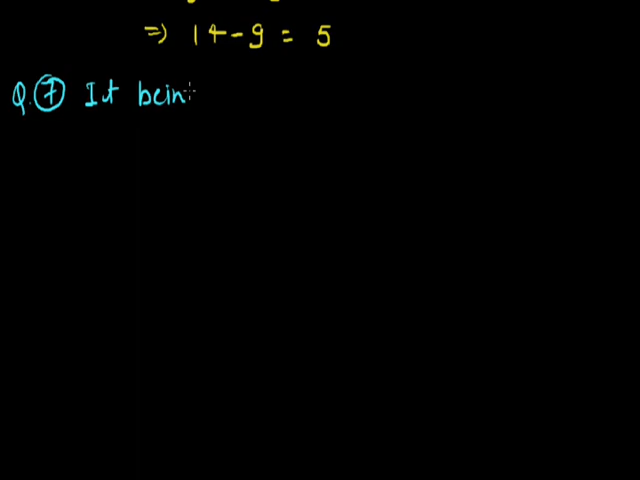 ⇒ 14-9 = 5
Q.⑦ It bein